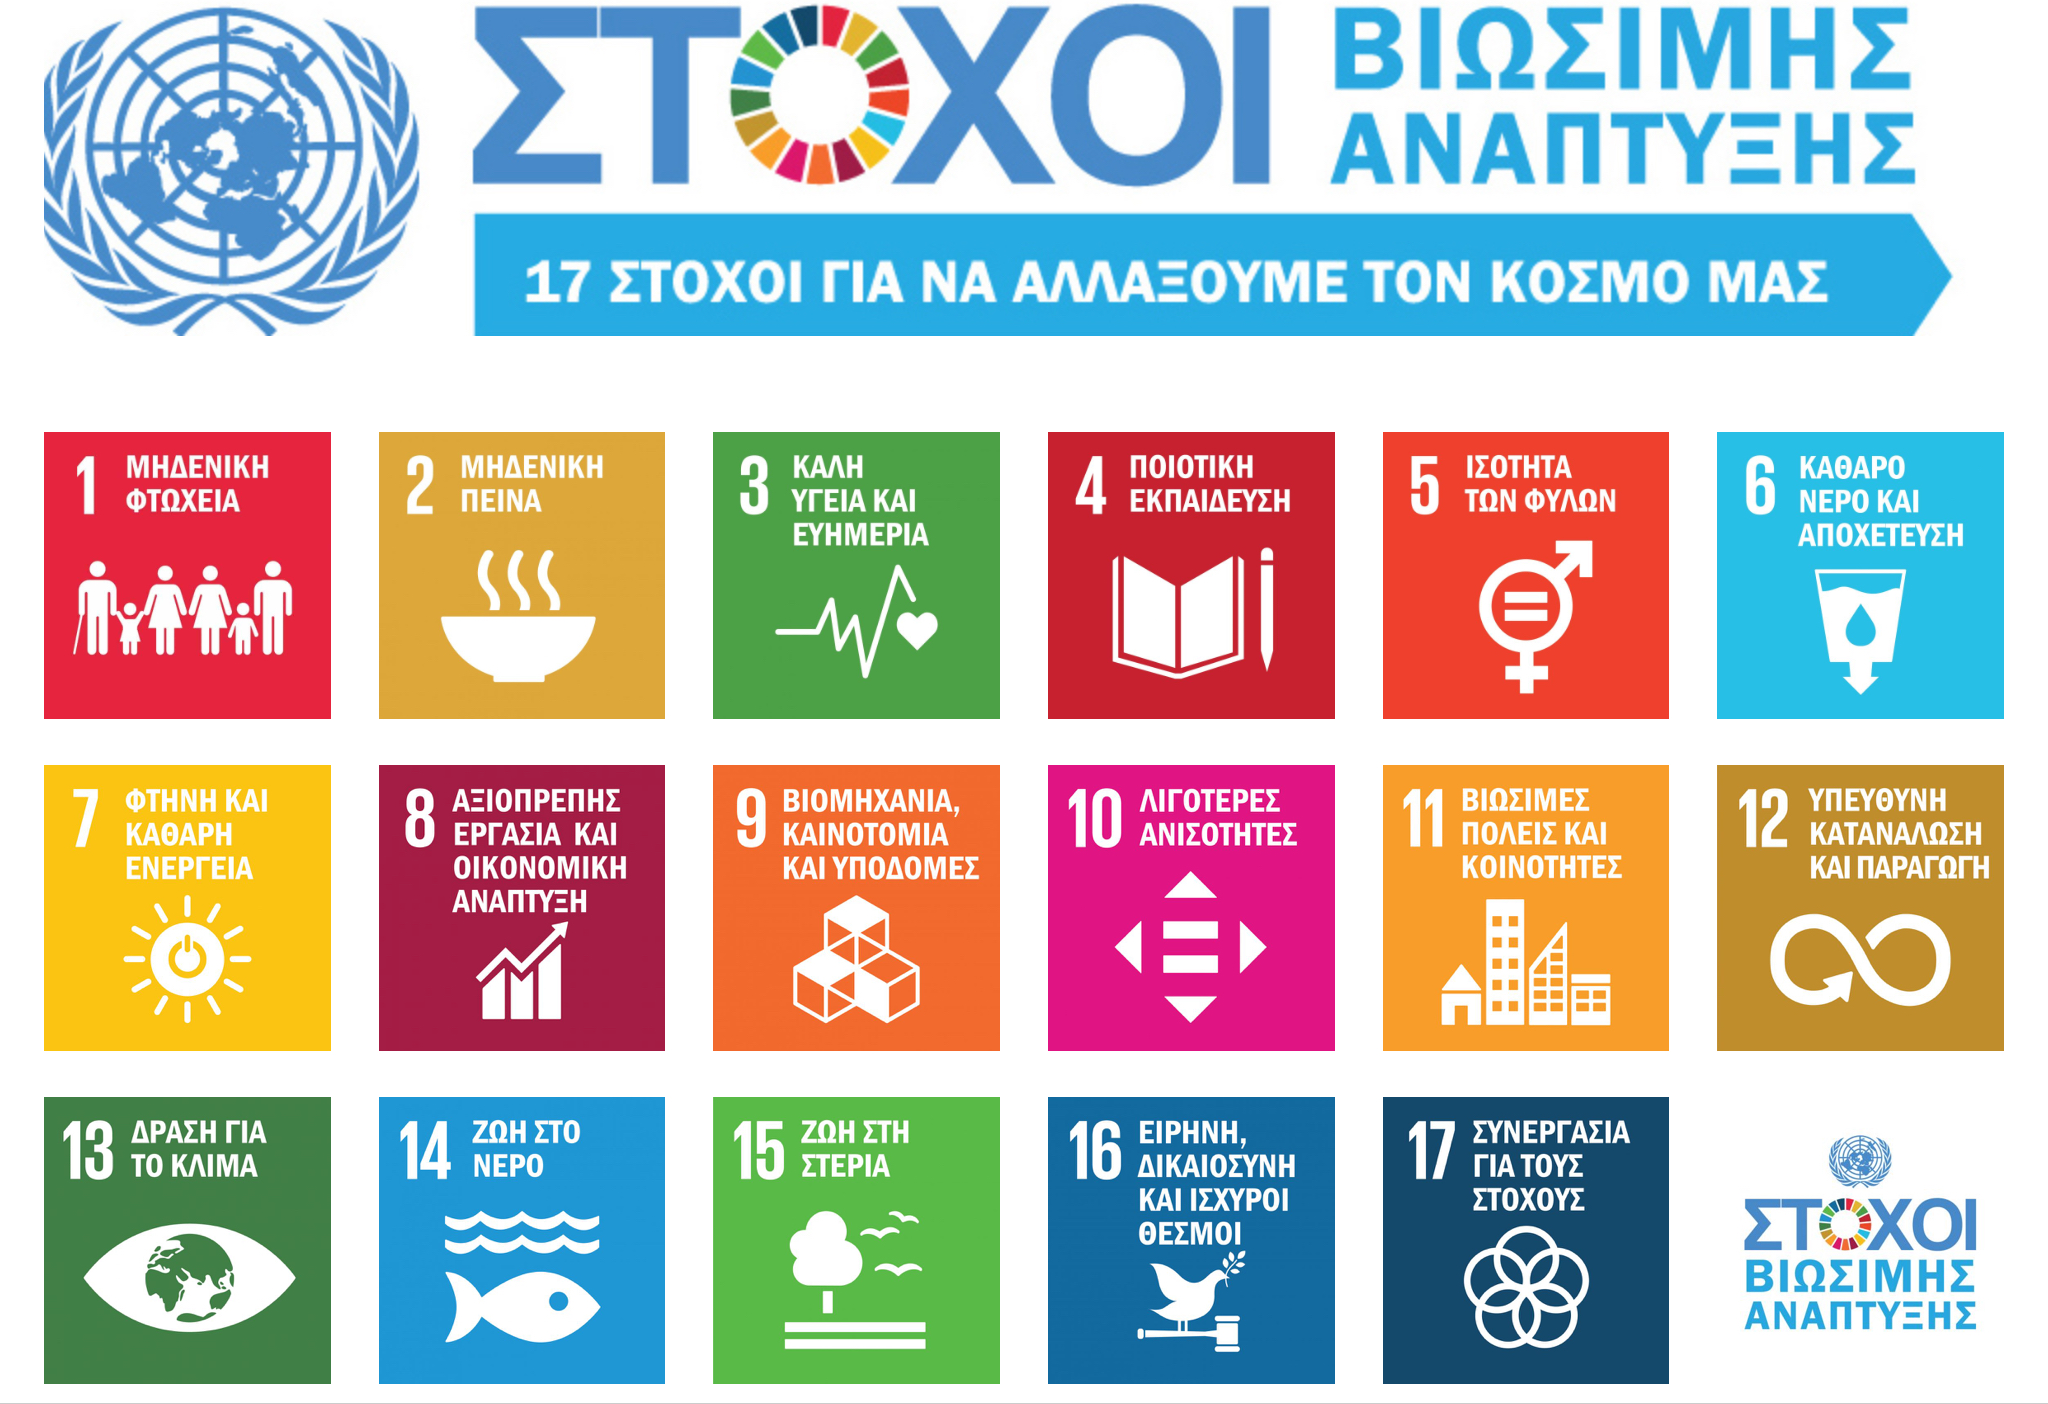 ΣΤΟΧΟΙ
ΒΙΩΣΙΜΗΣ
ΑΝΑΠΤΥΞΗΣ
17 ΣΤΟΧΟΙ ΓΙΑ ΝΑ ΑΛΛΑΞΟΥΜΕ ΤΟΝ ΚΟΣΜΟ ΜΑΣ
1 ΜΗΔΕΝΙΚΗ
ΦΤΩΧΕΙΑ
2 ΜΗΔΕΝΙΚΗ
ΠΕΙΝΑ
3 ΚΑΛΗ
ΥΓΕΙΑ ΚΑΙ
ΕΥΗΜΕΡΙΑ
4 ΠΟΙΟΤΙΚΗ
ΕΚΠΑΙΔΕΥΣΗ
5 ΙΣΟΤΗΤΑ
ΤΩΝ ΦΥΛΩΝ
6 ΚΑΘΑΡΟ
ΝΕΡΟ ΚΑΙ
ΑΠΟΧΕΤΕΥΣΗ
7 ΦΤΗΝΗ ΚΑΙ
ΚΑΘΑΡΗ
ΕΝΕΡΓΕΙΑ
8 ΑΞΙΟΠΡΕΠΗΣ
ΕΡΓΑΣΙΑ ΚΑΙ
ΟΙΚΟΝΟΜΙΚΗ
ΑΝΑΠΤΥΞΗ
9 ΒΙΟΜΗΧΑΝΙΑ,
ΚΑΙΝΟΤΟΜΙΑ
ΚΑΙ ΥΠΟΔΟΜΕΣ
10 ΛΙΓΟΤΕΡΕΣ
ΑΝΙΣΟΤΗΤΕΣ
11 ΒΙΩΣΙΜΕΣ
ΠΟΛΕΙΣ ΚΑΙ
ΚΟΙΝΟΤΗΤΕΣ
12 ΥΠΕΥΘΥΝΗ
ΚΑΤΑΝΑΛΩΣΗ
ΚΑΙ ΠΑΡΑΓΩΓΗ
13 ΔΡΑΣΗ ΓΙΑ
ΤΟ ΚΛΙΜΑ
14 ΖΩΗ ΣΤΟ
ΝΕΡΟ
15 ΖΩΗ ΣΤΗ
ΣΤΕΡΙΑ
16 ΕΙΡΗΝΗ,
ΔΙΚΑΙΟΣΥΝΗ
ΚΑΙ ΙΣΧΥΡΟΙ
ΘΕΣΜΟΙ
17 ΣΥΝΕΡΓΑΣΙΑ
ΓΙΑ ΤΟΥΣ
ΣΤΟΧΟΥΣ
ΣΤΟΧΟΙ
ΒΙΩΣΙΜΗΣ
ΑΝΑΠΤΥΞΗΣ